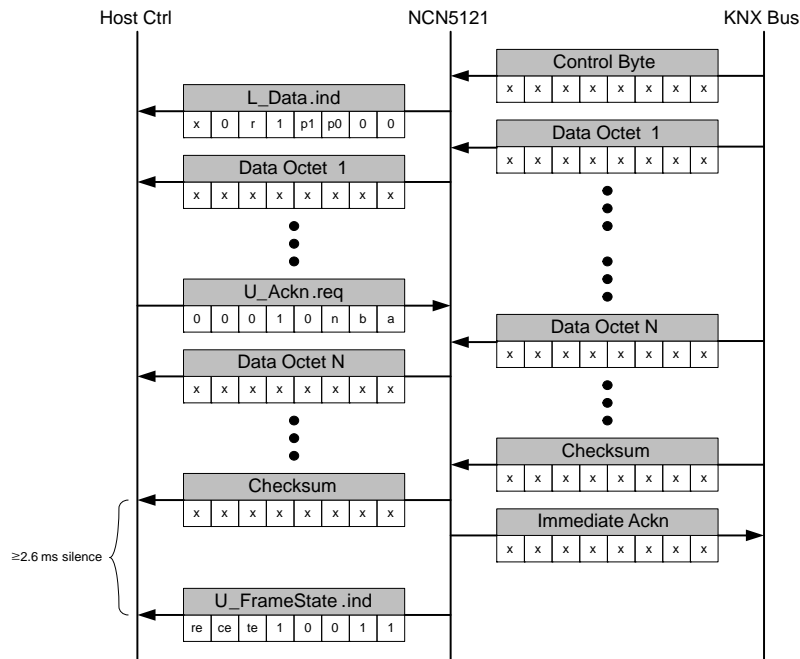 Host Ctrl NCN5121 KNX Bus
Control Byte
x x x x x x x x
L_Data.ind
x 0 r 1 p1 p0 0 0
Data Octet 1
x x x x x x x x
Data Octet 1
x x x x x x x x
U_Ackn.req
0 0 0 1 0 n b a
Data Octet N
x x x x x x x x
Data Octet N
x x x x x x x x
Checksum
x x x x x x x x
Checksum
x x x x x x x x
Immediate Ackn
x x x x x x x x
≥2.6 ms silence
U_FrameState.ind
re ce te 1 0 0 1 1